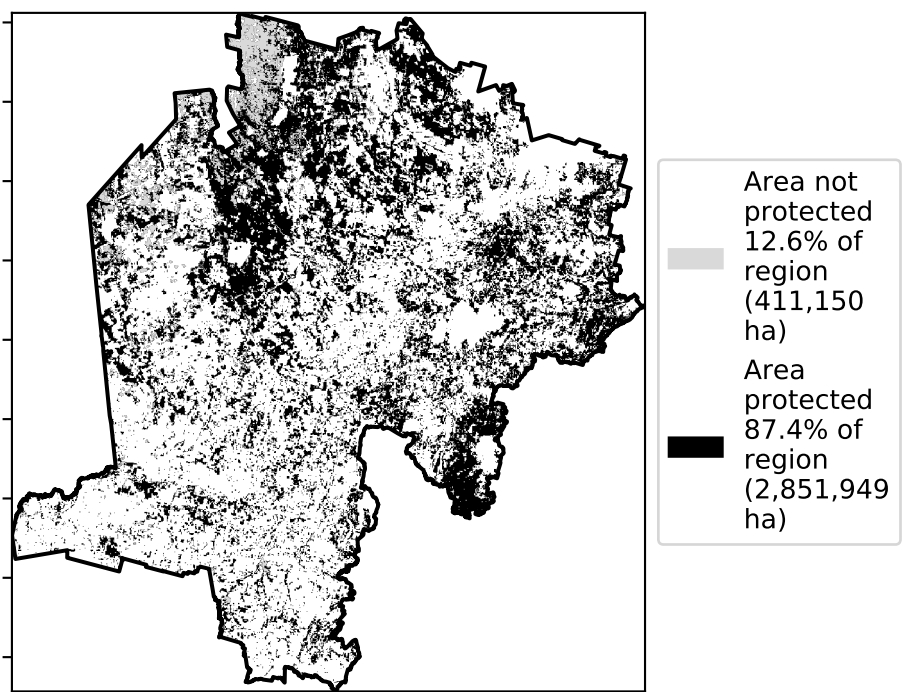 Area not
protected
12.6% of
region
(411,150
ha)
Area
protected
87.4% of
region
(2,851,949
ha)